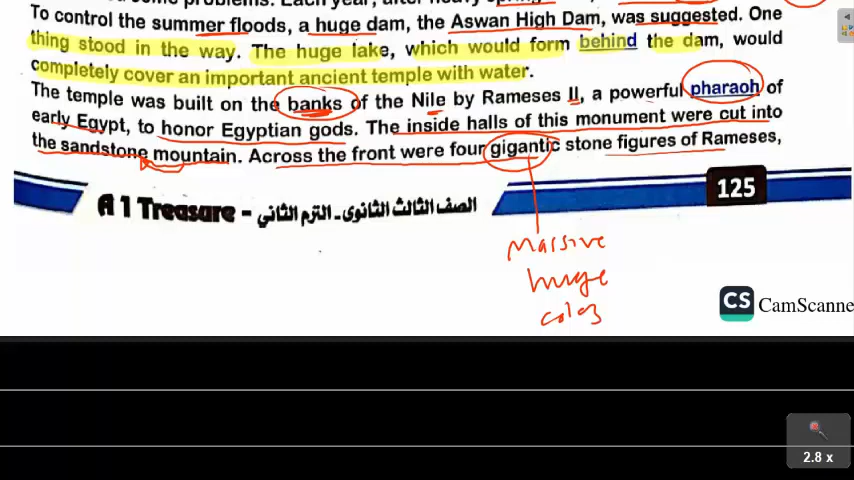 To control the summer floods, a huge dam, the Aswan High Dam, was suggested. One
thing stood in the way. The huge lake, which would form behind the dam, would
completely cover an important ancient temple with water.
The temple was built on the banks of the Nile by Rameses II, a powerful pharaoh of
early Egypt, to honor Egyptian gods. The inside halls of this monument were cut into
the sandstone mountain. Across the front were four gigantic stone figures of Rameses,
A 1 Treasure - الصف الثالث الثانوى - الترم الثاني
125
Massive
huge
CS CamScanne
2.8 x